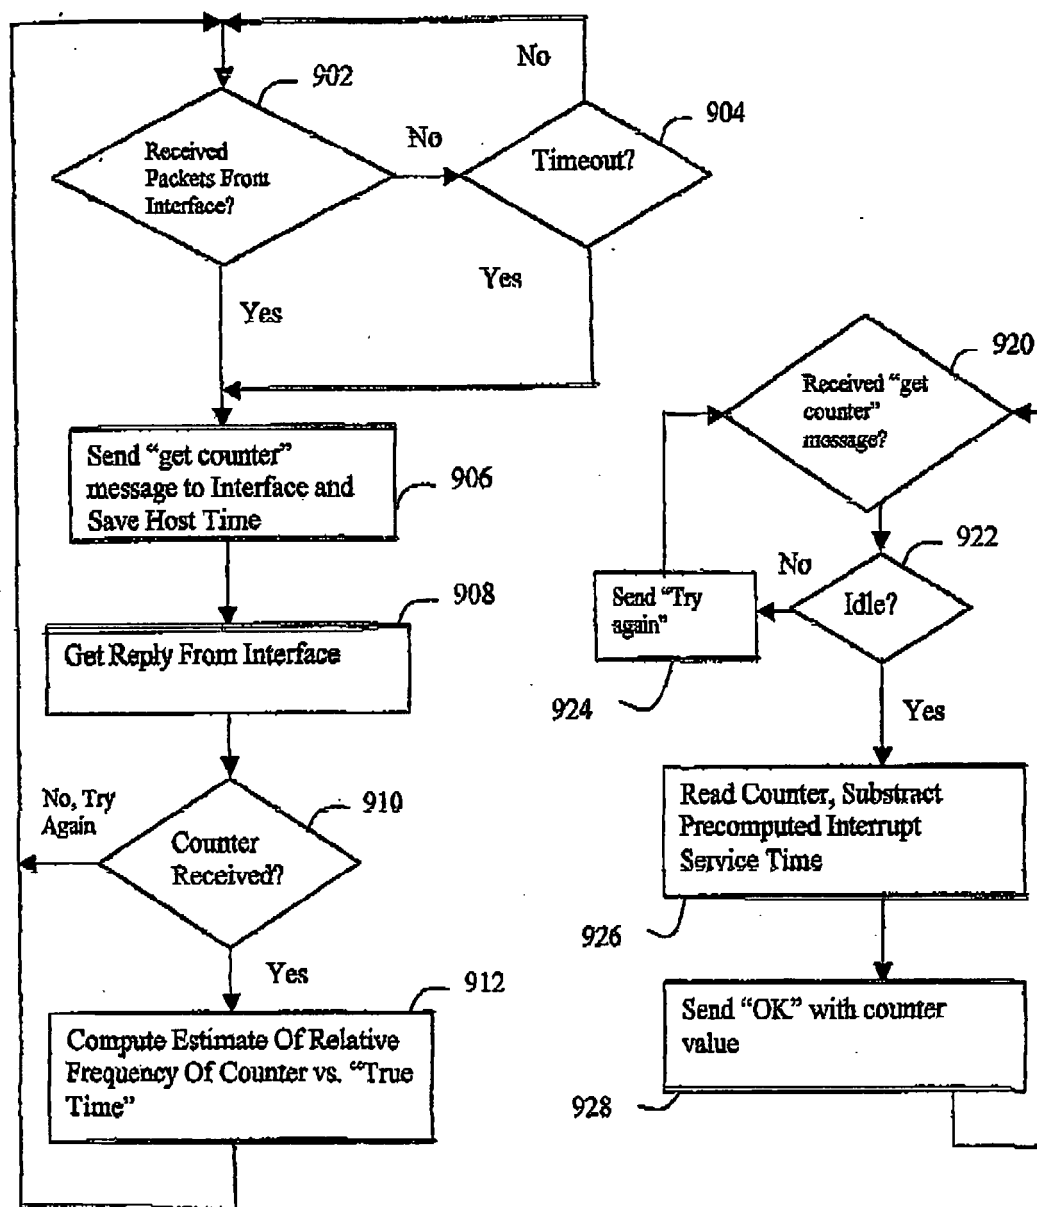 No
902
904
Received
Packets From
Interface?
No
Timeout?
Yes
Yes
Send “get counter”
message to Interface and
Save Host Time
906
908
Get Reply From Interface
No, Try
Again
910
Counter
Received?
Yes
912
Compute Estimate Of Relative
Frequency Of Counter vs. “True
Time”
920
Received “get
counter”
message?
922
No
Idle?
Send “Try
again”
924
Yes
Read Counter, Substract
Precomputed Interrupt
Service Time
926
Send “OK” with counter
value
928